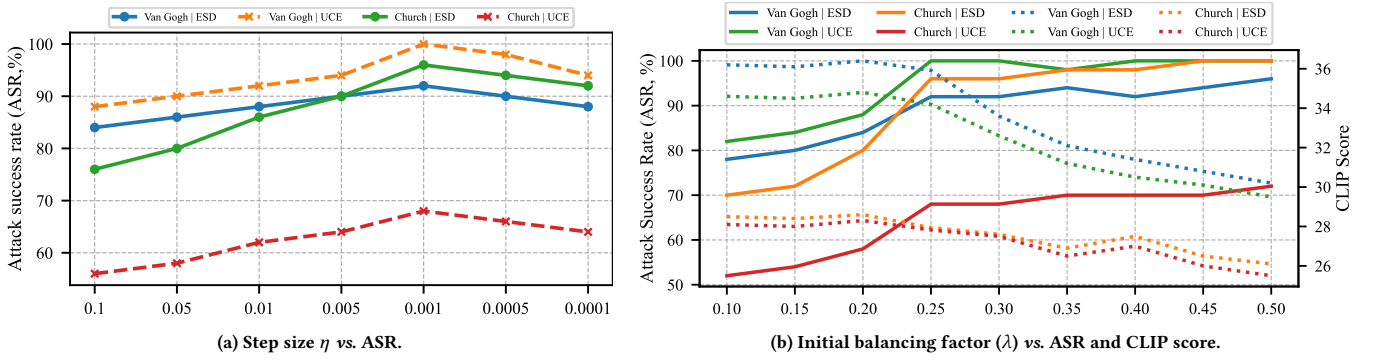 Van Gogh | ESD Van Gogh | UCE Church | ESD Church | UCE
Attack success rate (ASR,%)
100
90
80
70
60
0.1 0.05 0.01 0.005 0.001 0.0005 0.0001
(a) Step size η vs. ASR.
Van Gogh | ESD Church | ESD Van Gogh | ESD Church | ESD
Van Gogh | UCE Church | UCE Van Gogh | UCE Church | UCE
Attack Success Rate (ASR, %)
100
90
80
70
60
50
36
34
32
30
28
26
CLIP Score
0.10 0.15 0.20 0.25 0.30 0.35 0.40 0.45 0.50
(b) Initial balancing factor (λ) vs. ASR and CLIP score.